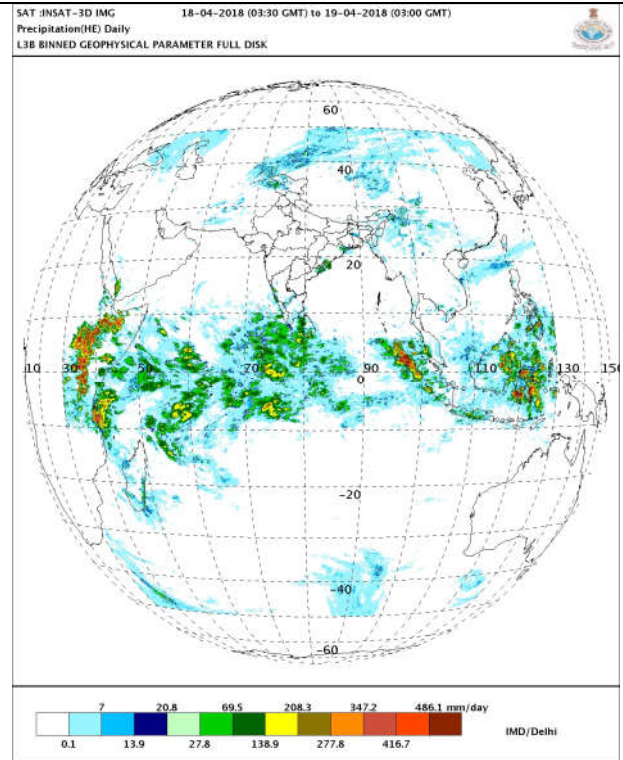 SAT :INSAT-3D IMG 18-04-2018 (03:30 GMT) to 19-04-2018 (03:00 GMT)
Precipitation(HE) Daily
L3B BINNED GEOPHYSICAL PARAMETER FULL DISK
60
40
20
10 30 50 70 90 0 110 130 150
-20
-40
-60
7 20.8 69.5 208.3 347.2 486.1 mm/day
0.1 13.9 27.8 138.9 277.8 416.7
IMD/Delhi